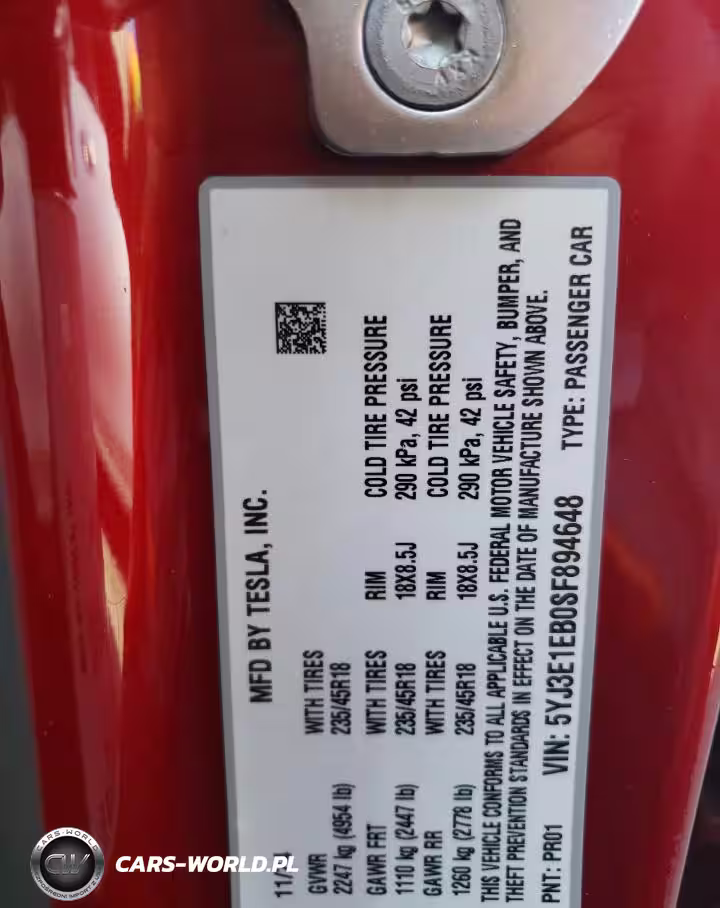 MFD BY TESLA, INC.
GVWR WITH TIRES
2247 kg (4954 lb) 235/45R18
GAWR FRT WITH TIRES RIM COLD TIRE PRESSURE
1110 kg (2447 lb) 235/45R18 18X8.5J 290 kPa, 42 psi
GAWR RR WITH TIRES RIM COLD TIRE PRESSURE
1260 kg (2778 lb) 235/45R18 18X8.5J 290 kPa, 42 psi
THIS VEHICLE CONFORMS TO ALL APPLICABLE U.S. FEDERAL MOTOR VEHICLE SAFETY, BUMPER, AND
THEFT PREVENTION STANDARDS IN EFFECT ON THE DATE OF MANUFACTURE SHOWN ABOVE.
PNT: PR01 VIN: 5YJ3E1EB0SF894648 TYPE: PASSENGER CAR
CARS-WORLD
CW
CARS-WORLD.PL